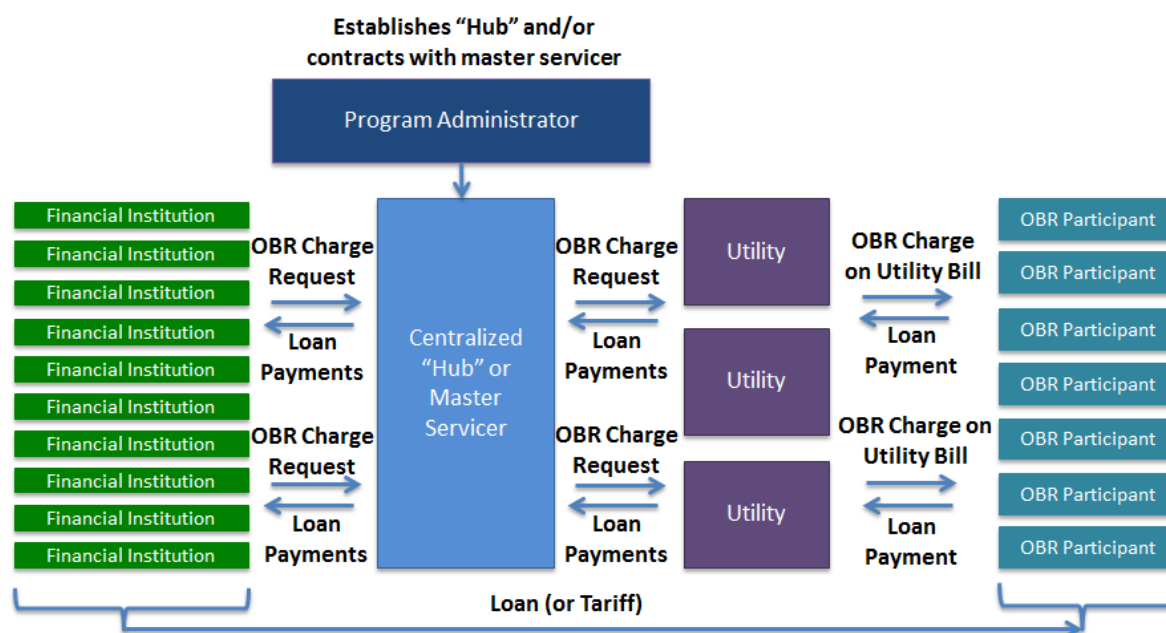 Establishes “Hub” and/or
contracts with master servicer
Program Administrator
Financial Institution
Financial Institution
Financial Institution
Financial Institution
Financial Institution
Financial Institution
Financial Institution
Financial Institution
Financial Institution
Financial Institution
OBR Charge
Request
Loan
Payments
OBR Charge
Request
Loan
Payments
Centralized
“Hub” or
Master
Servicer
OBR Charge
Request
Loan
Payments
OBR Charge
Request
Loan
Payments
Utility
Utility
Utility
OBR Charge
on Utility Bill
Loan
Payment
OBR Charge on
Utility Bill
Loan
Payment
OBR Participant
OBR Participant
OBR Participant
OBR Participant
OBR Participant
OBR Participant
OBR Participant
Loan (or Tariff)